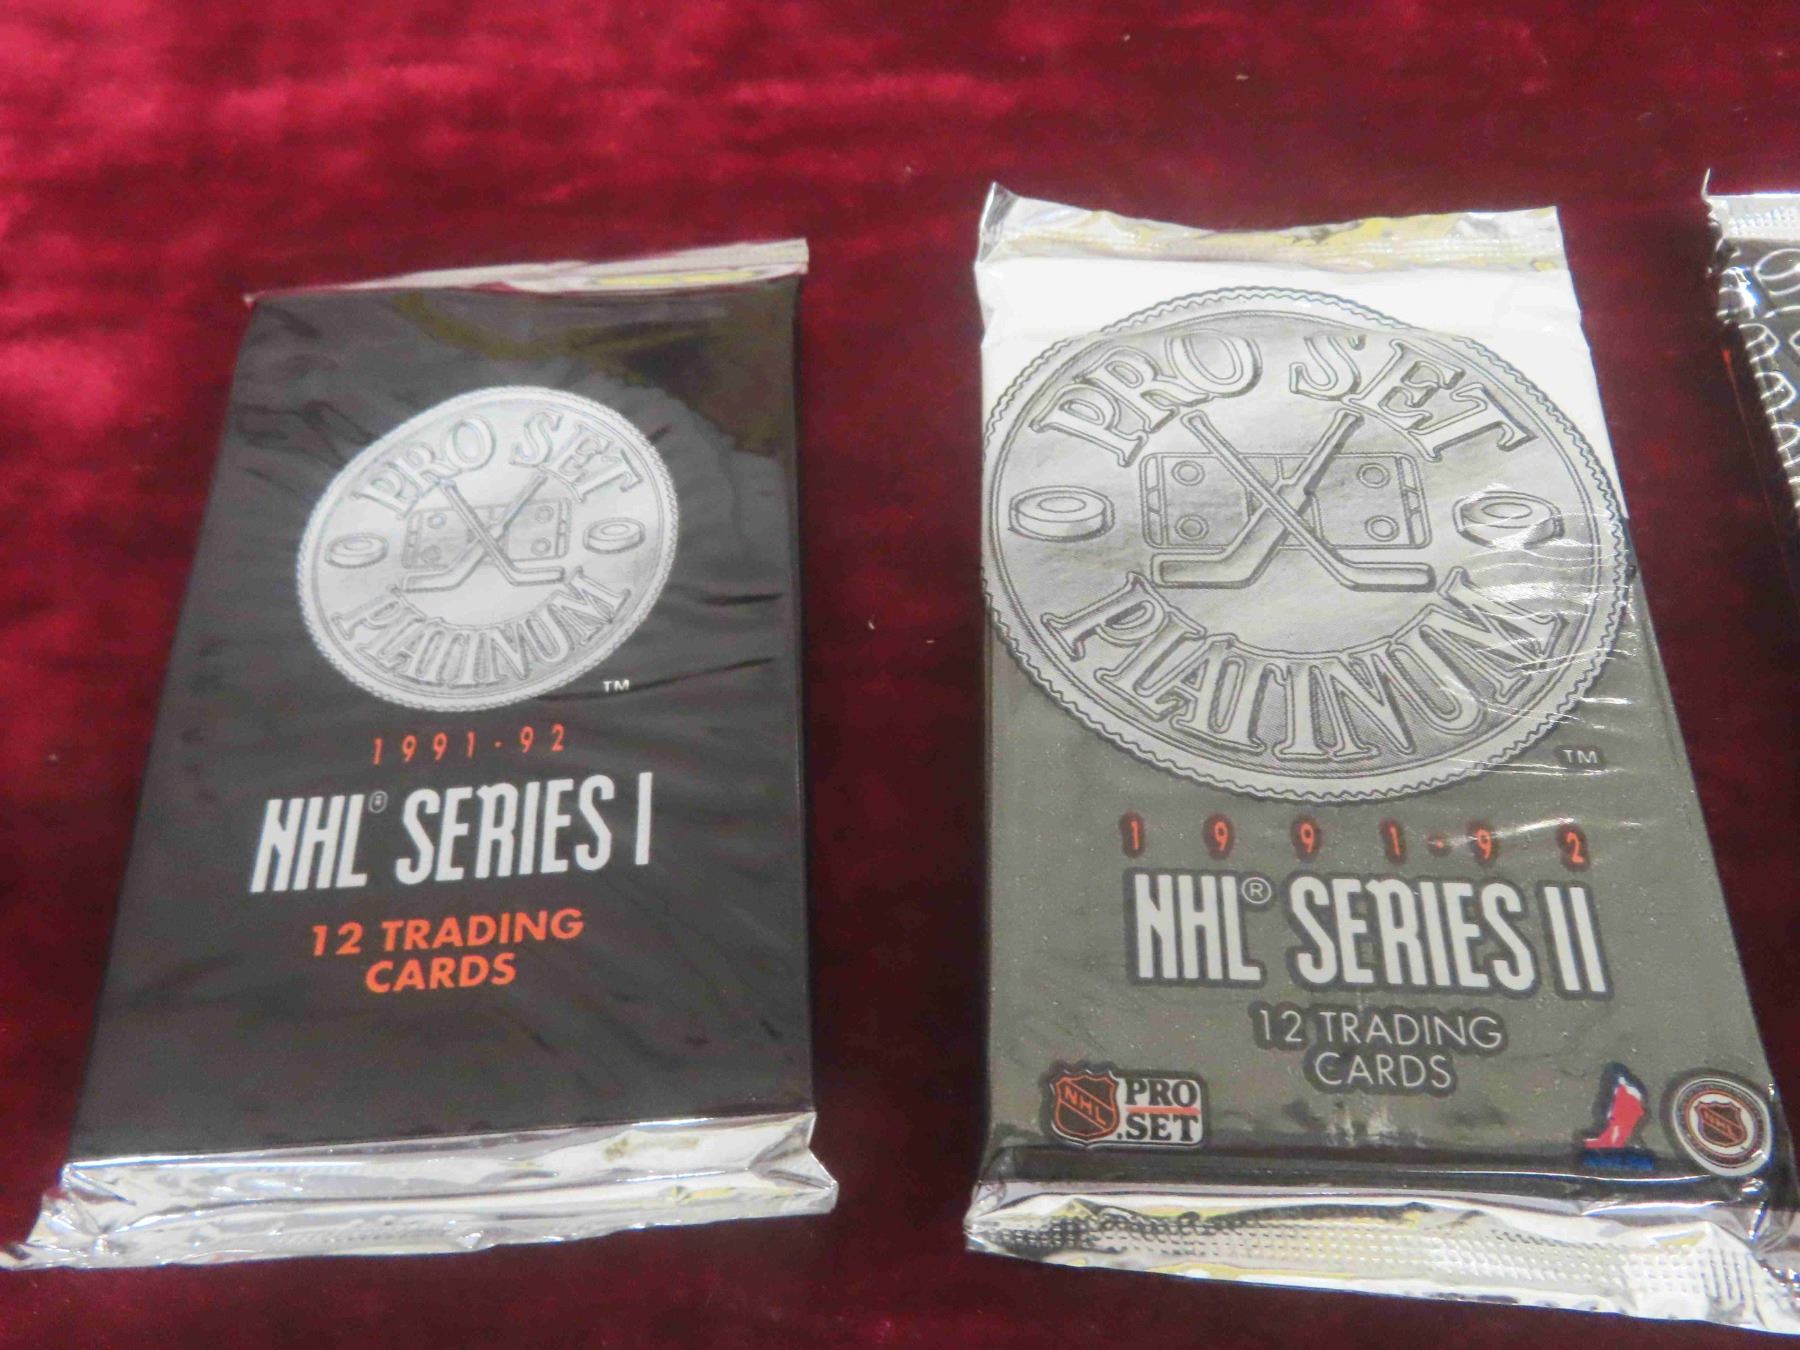 PRO SET
PLATINUM
TM
1991-92
NHL® SERIES I
12 TRADING
CARDS
PRO SET
PLATINUM
TM
1991-92
NHL® SERIES II
12 TRADING
CARDS
NHL
PRO
SET
NHL